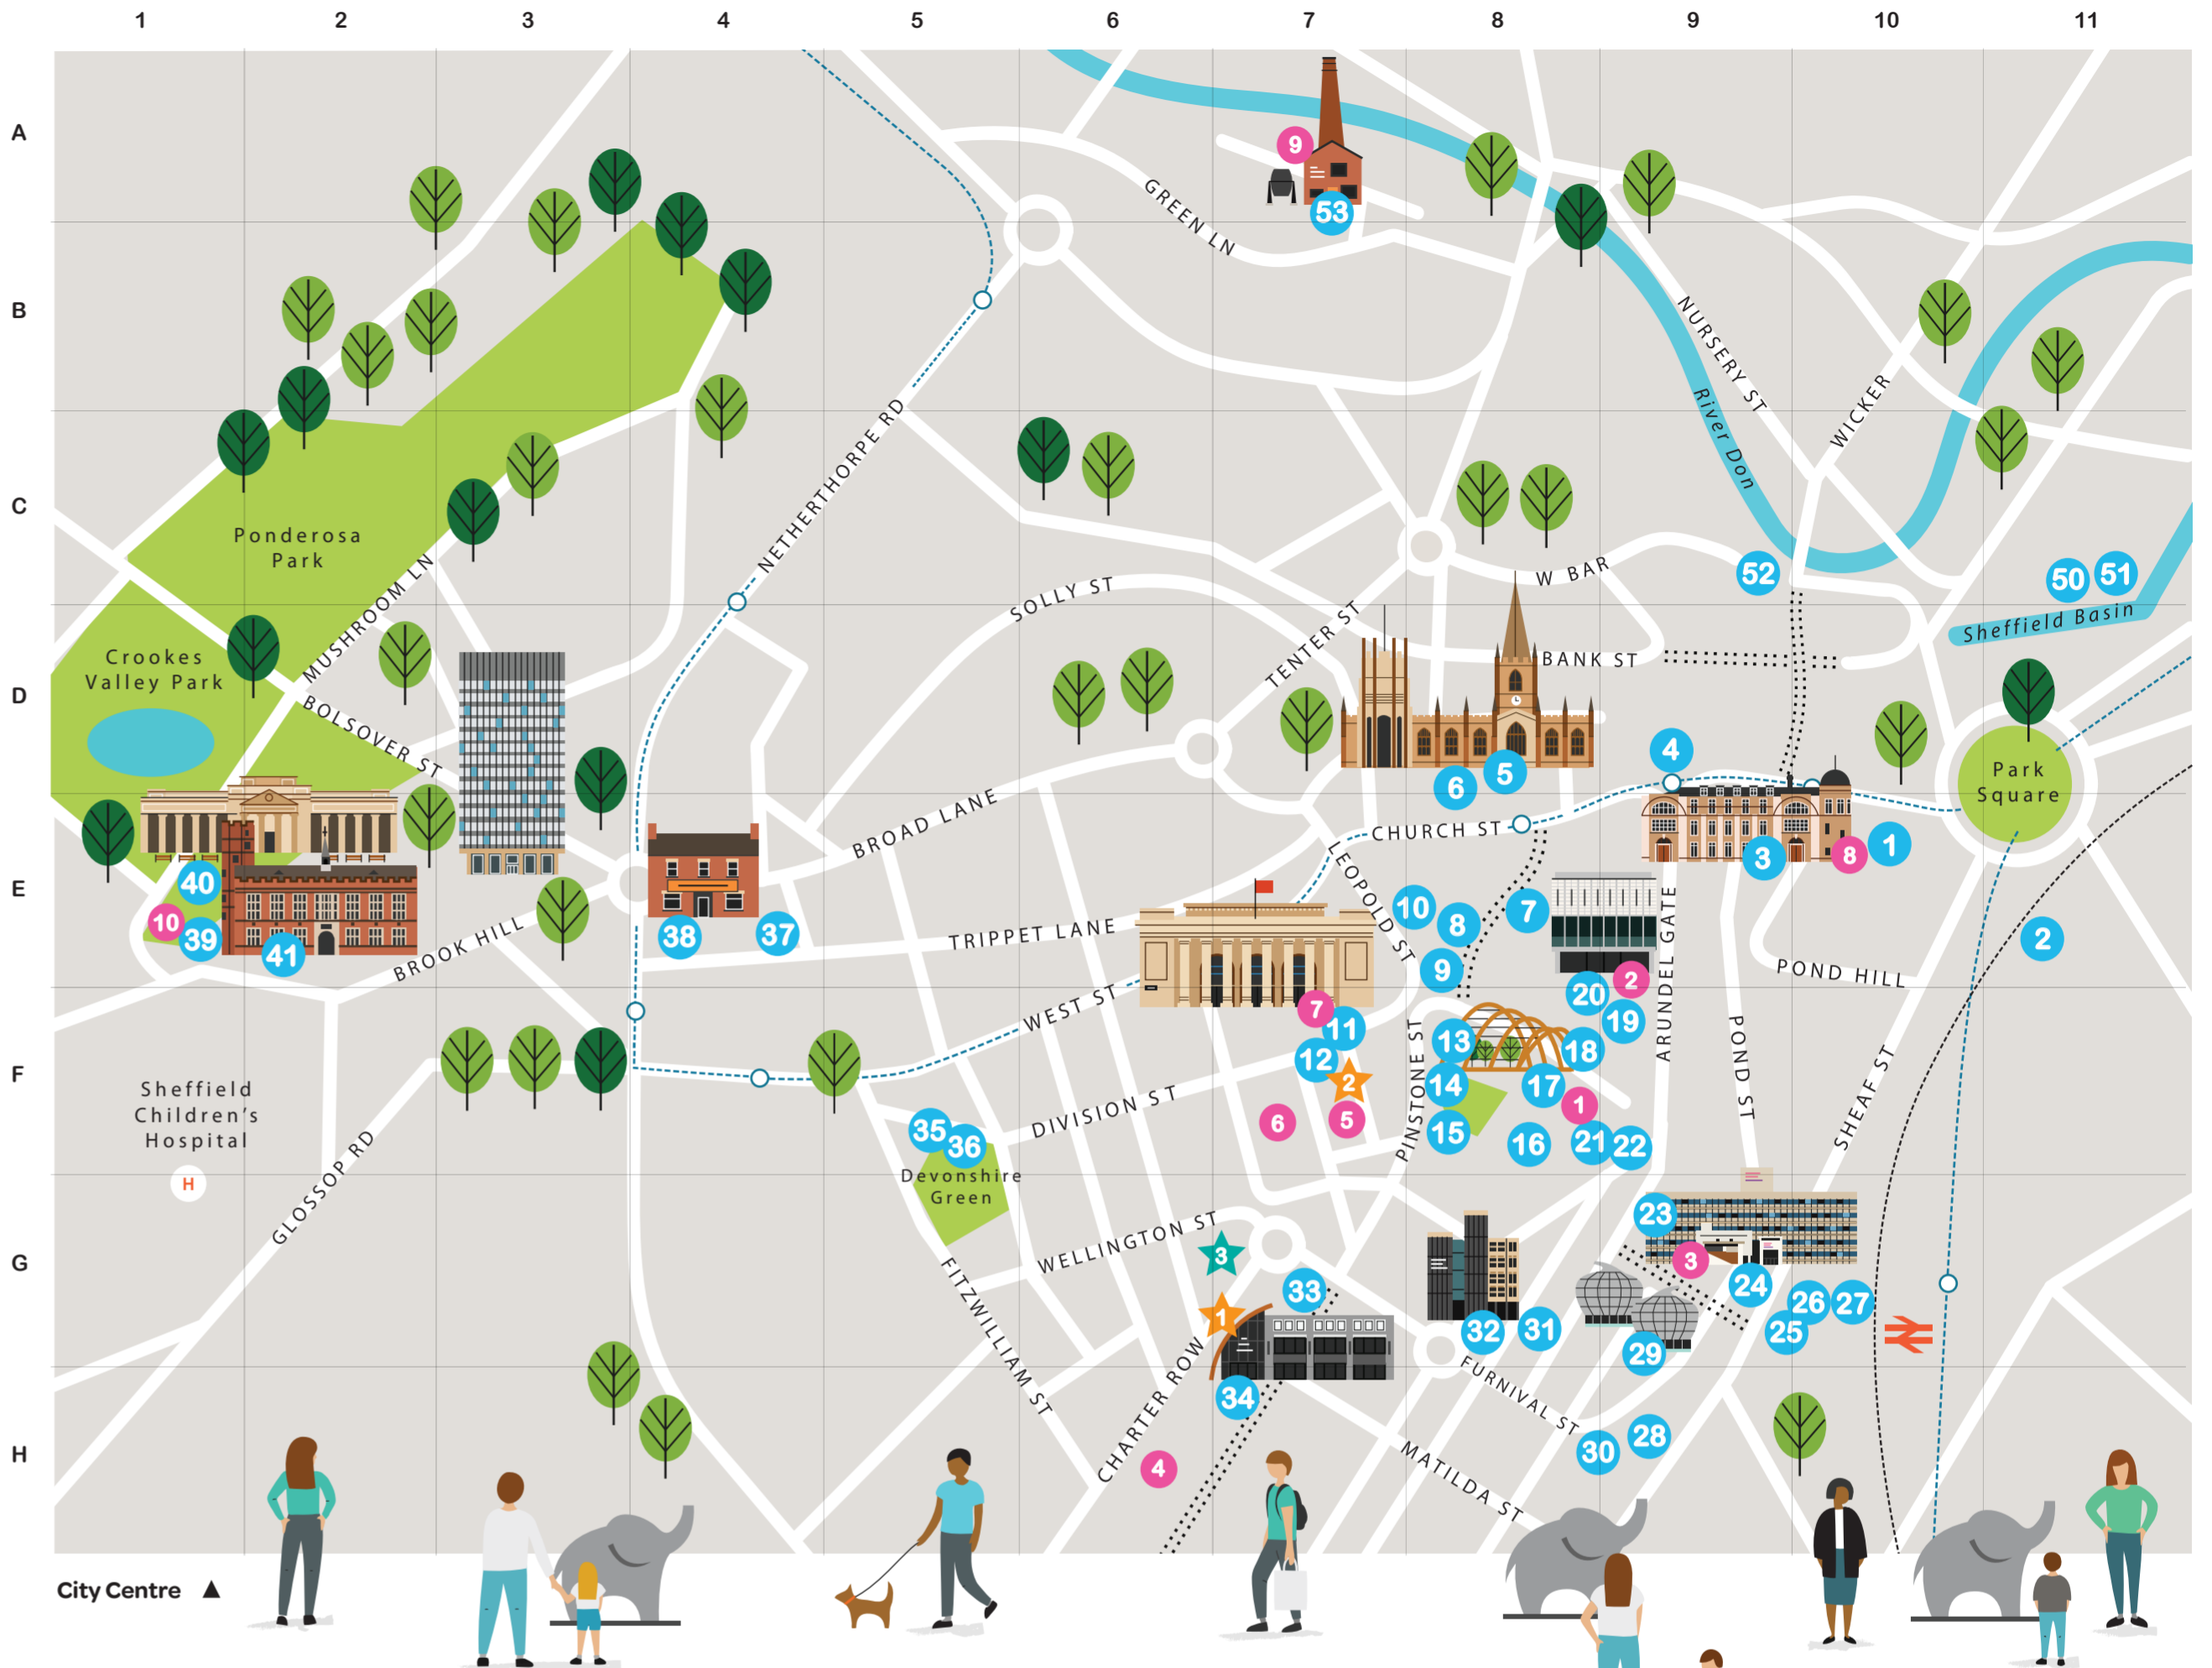 1 2 3 4 5 6 7 8 9 10 11
A
9
53
GREEN LN
B
NURSERY ST
WICKER
River Don
C
NETHERTHORPE RD
Ponderosa
Park
MUSHROOM LN
SOLLY ST
W BAR
52
50 51
Sheffield Basin
D
Crookes
Valley Park
BOLSOVER ST
TENTER ST
BANK ST
4
6 5
Park
Square
E
BROAD LANE
CHURCH ST
LEOPOLD ST
3 8 1
40
10
39
41
BROOK HILL
38 37
TRIPPET LANE
10 8 7
9
ARUNDEL GATE
2
POND HILL
20 2
19
F
WEST ST
7
11
12
2
13
18
14
17
1
PINSTONE ST
POND ST
SHEAF ST
Sheffield
Children's
Hospital
H
GLOSSOP RD
35 36
DIVISION ST
6 5
15
16
21 22
Devonshire
Green
G
WELLINGTON ST
FITZWILLIAM ST
3
33
1
CHARTER ROW
23
3
24
26 27
25
32 31
29
FURNIVAL ST
H
34
4
MATILDA ST
30 28
City Centre ▲